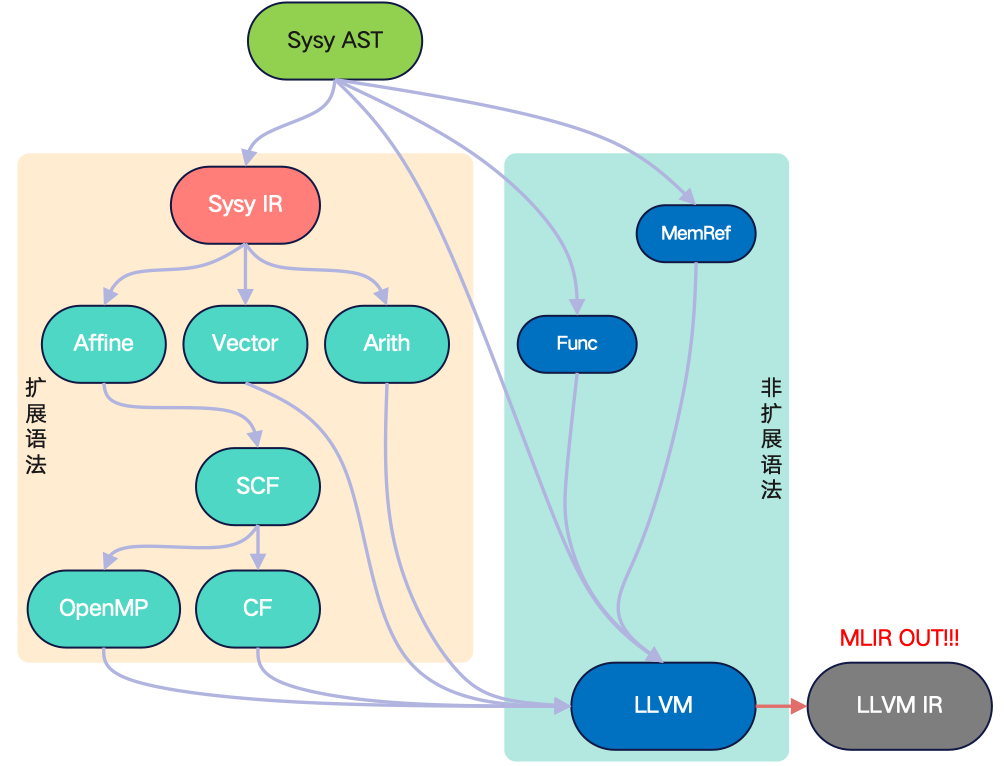 Sysy AST
Sysy IR
MemRef
Affine
Vector
Arith
Func
扩展语法
非扩展语法
SCF
OpenMP
CF
MLIR OUT!!!
LLVM
LLVM IR